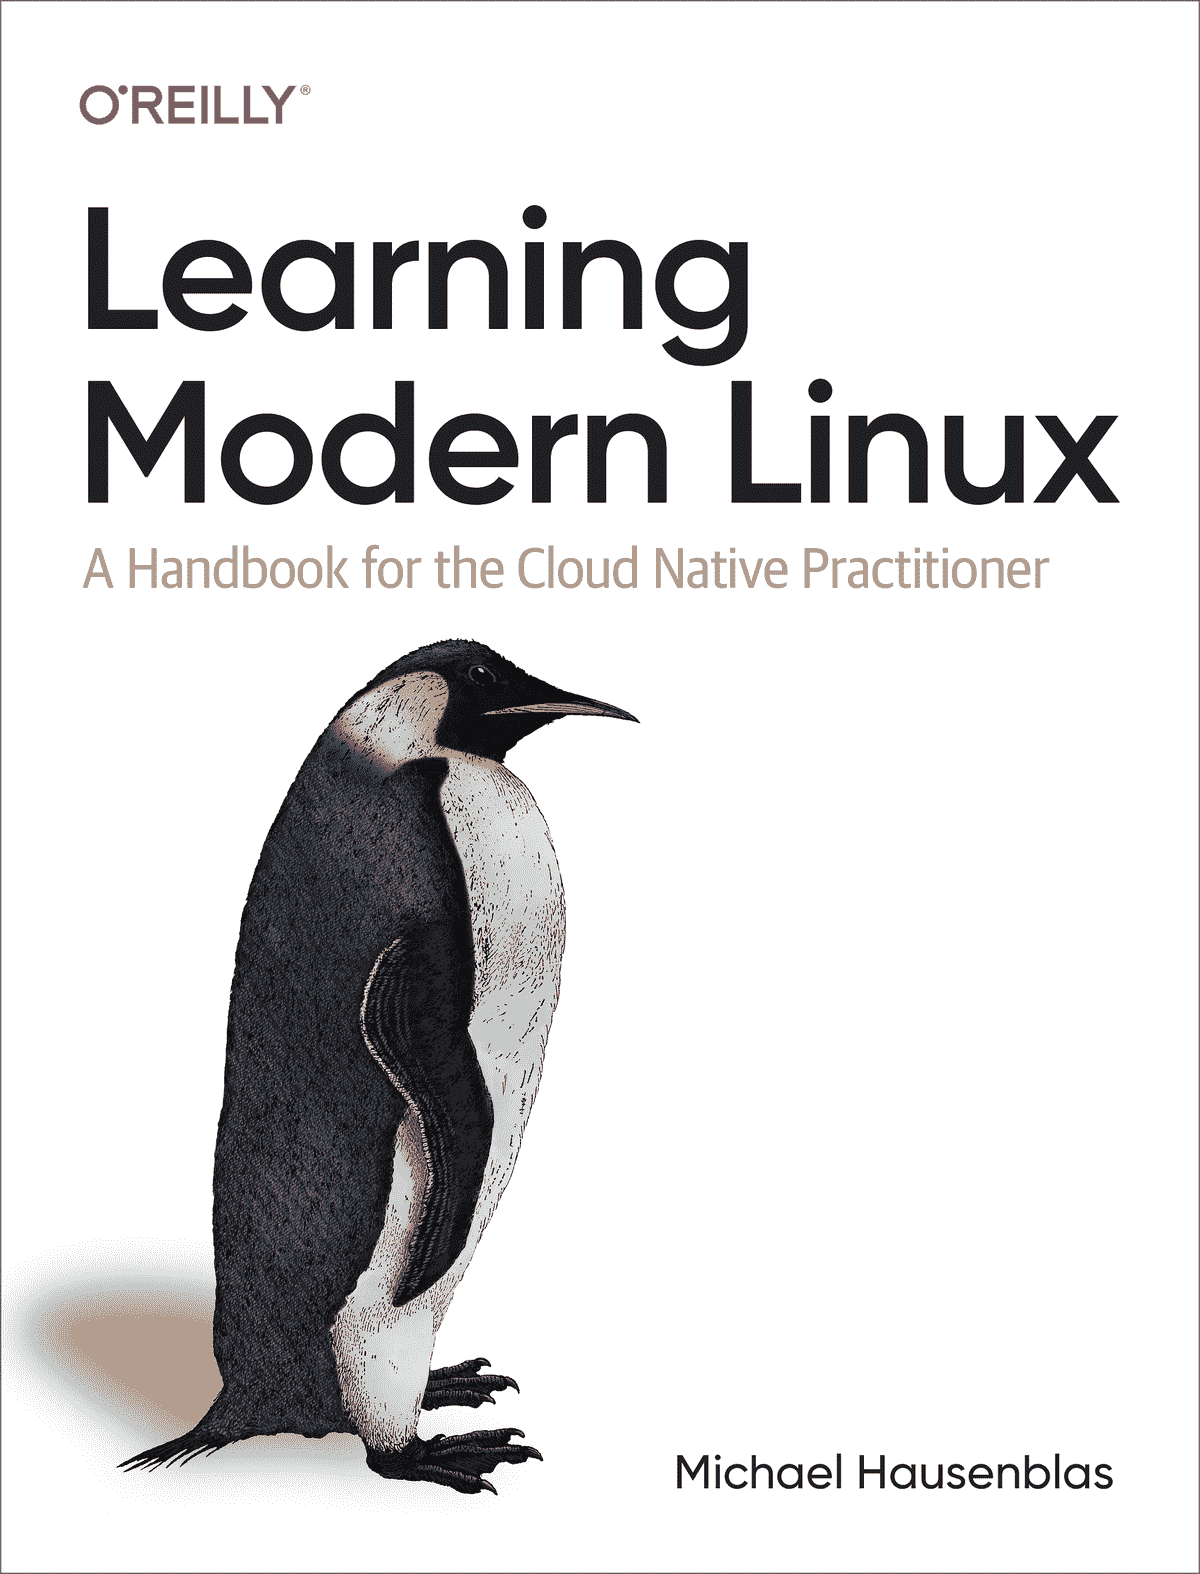 O'REILLY®
Learning
Modern Linux
A Handbook for the Cloud Native Practitioner
Michael Hausenblas